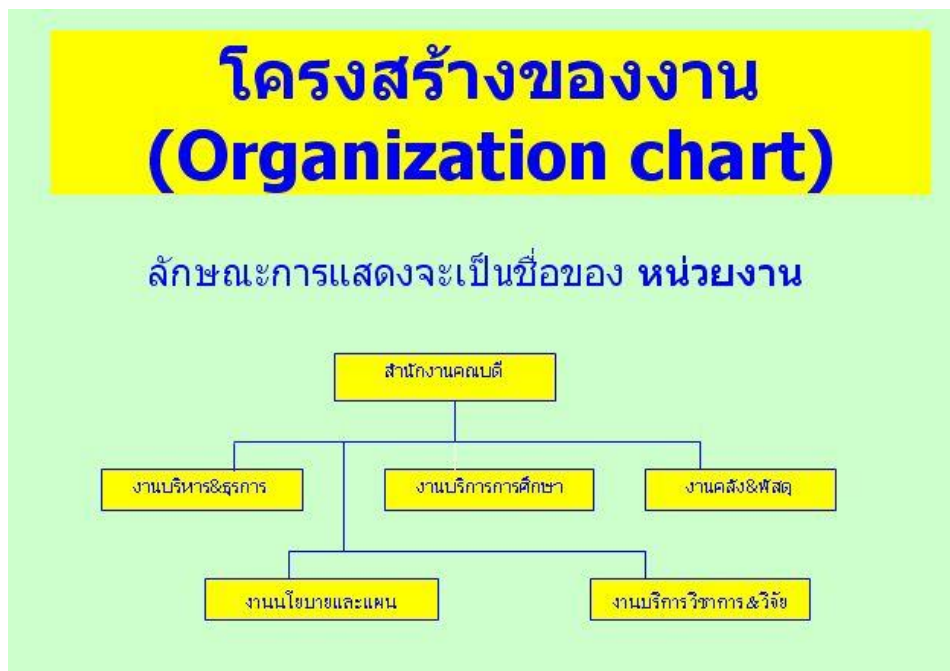 โครงสร้างของงาน
(Organization chart)
ลักษณะการแสดงจะเป็นชื่อของ หน่วยงาน
สำนักงานคณบดี
งานบริหาร&ธุรการ
งานบริการการศึกษา
งานคลัง&พัสดุ
งานนโยบายและแผน
งานบริการวิชาการ&วิจัย